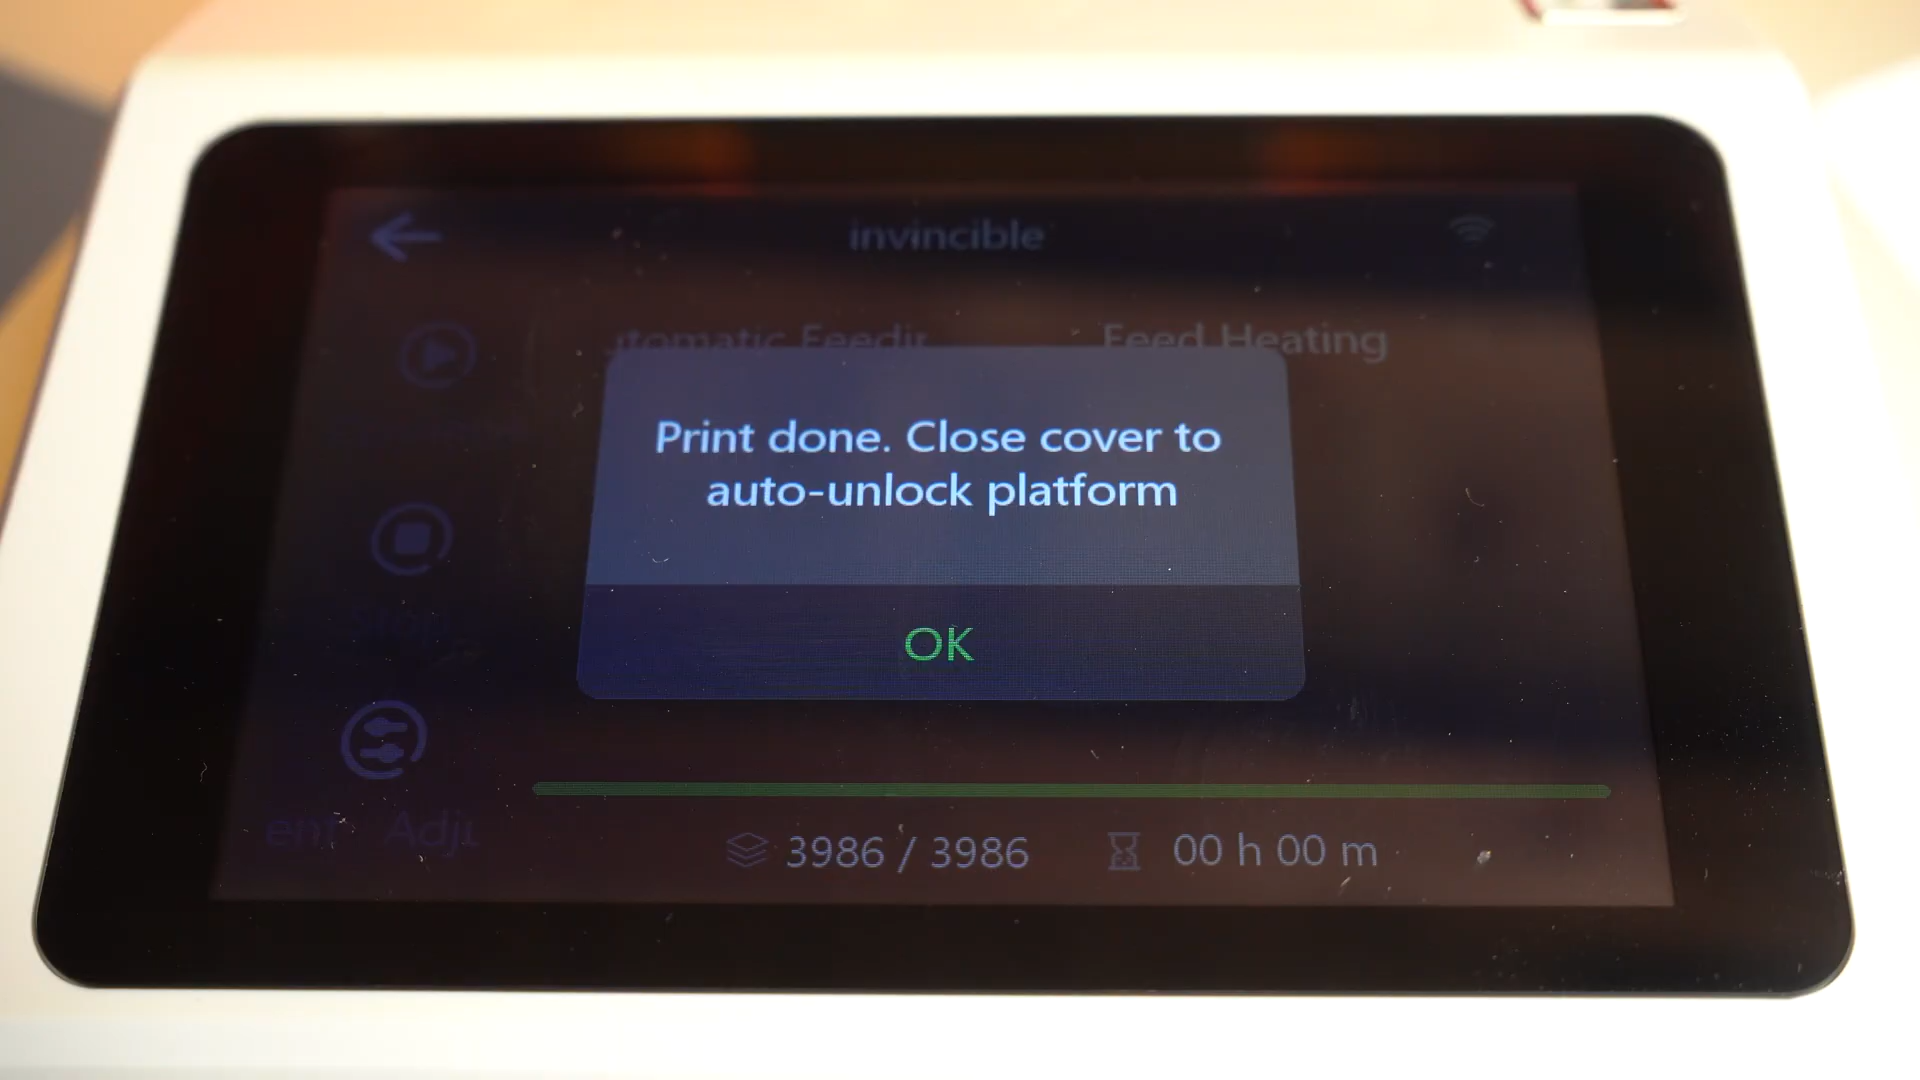 invincible
Feed Heating
Print done. Close cover to
auto-unlock platform
OK
3986 / 3986
00 h 00 m